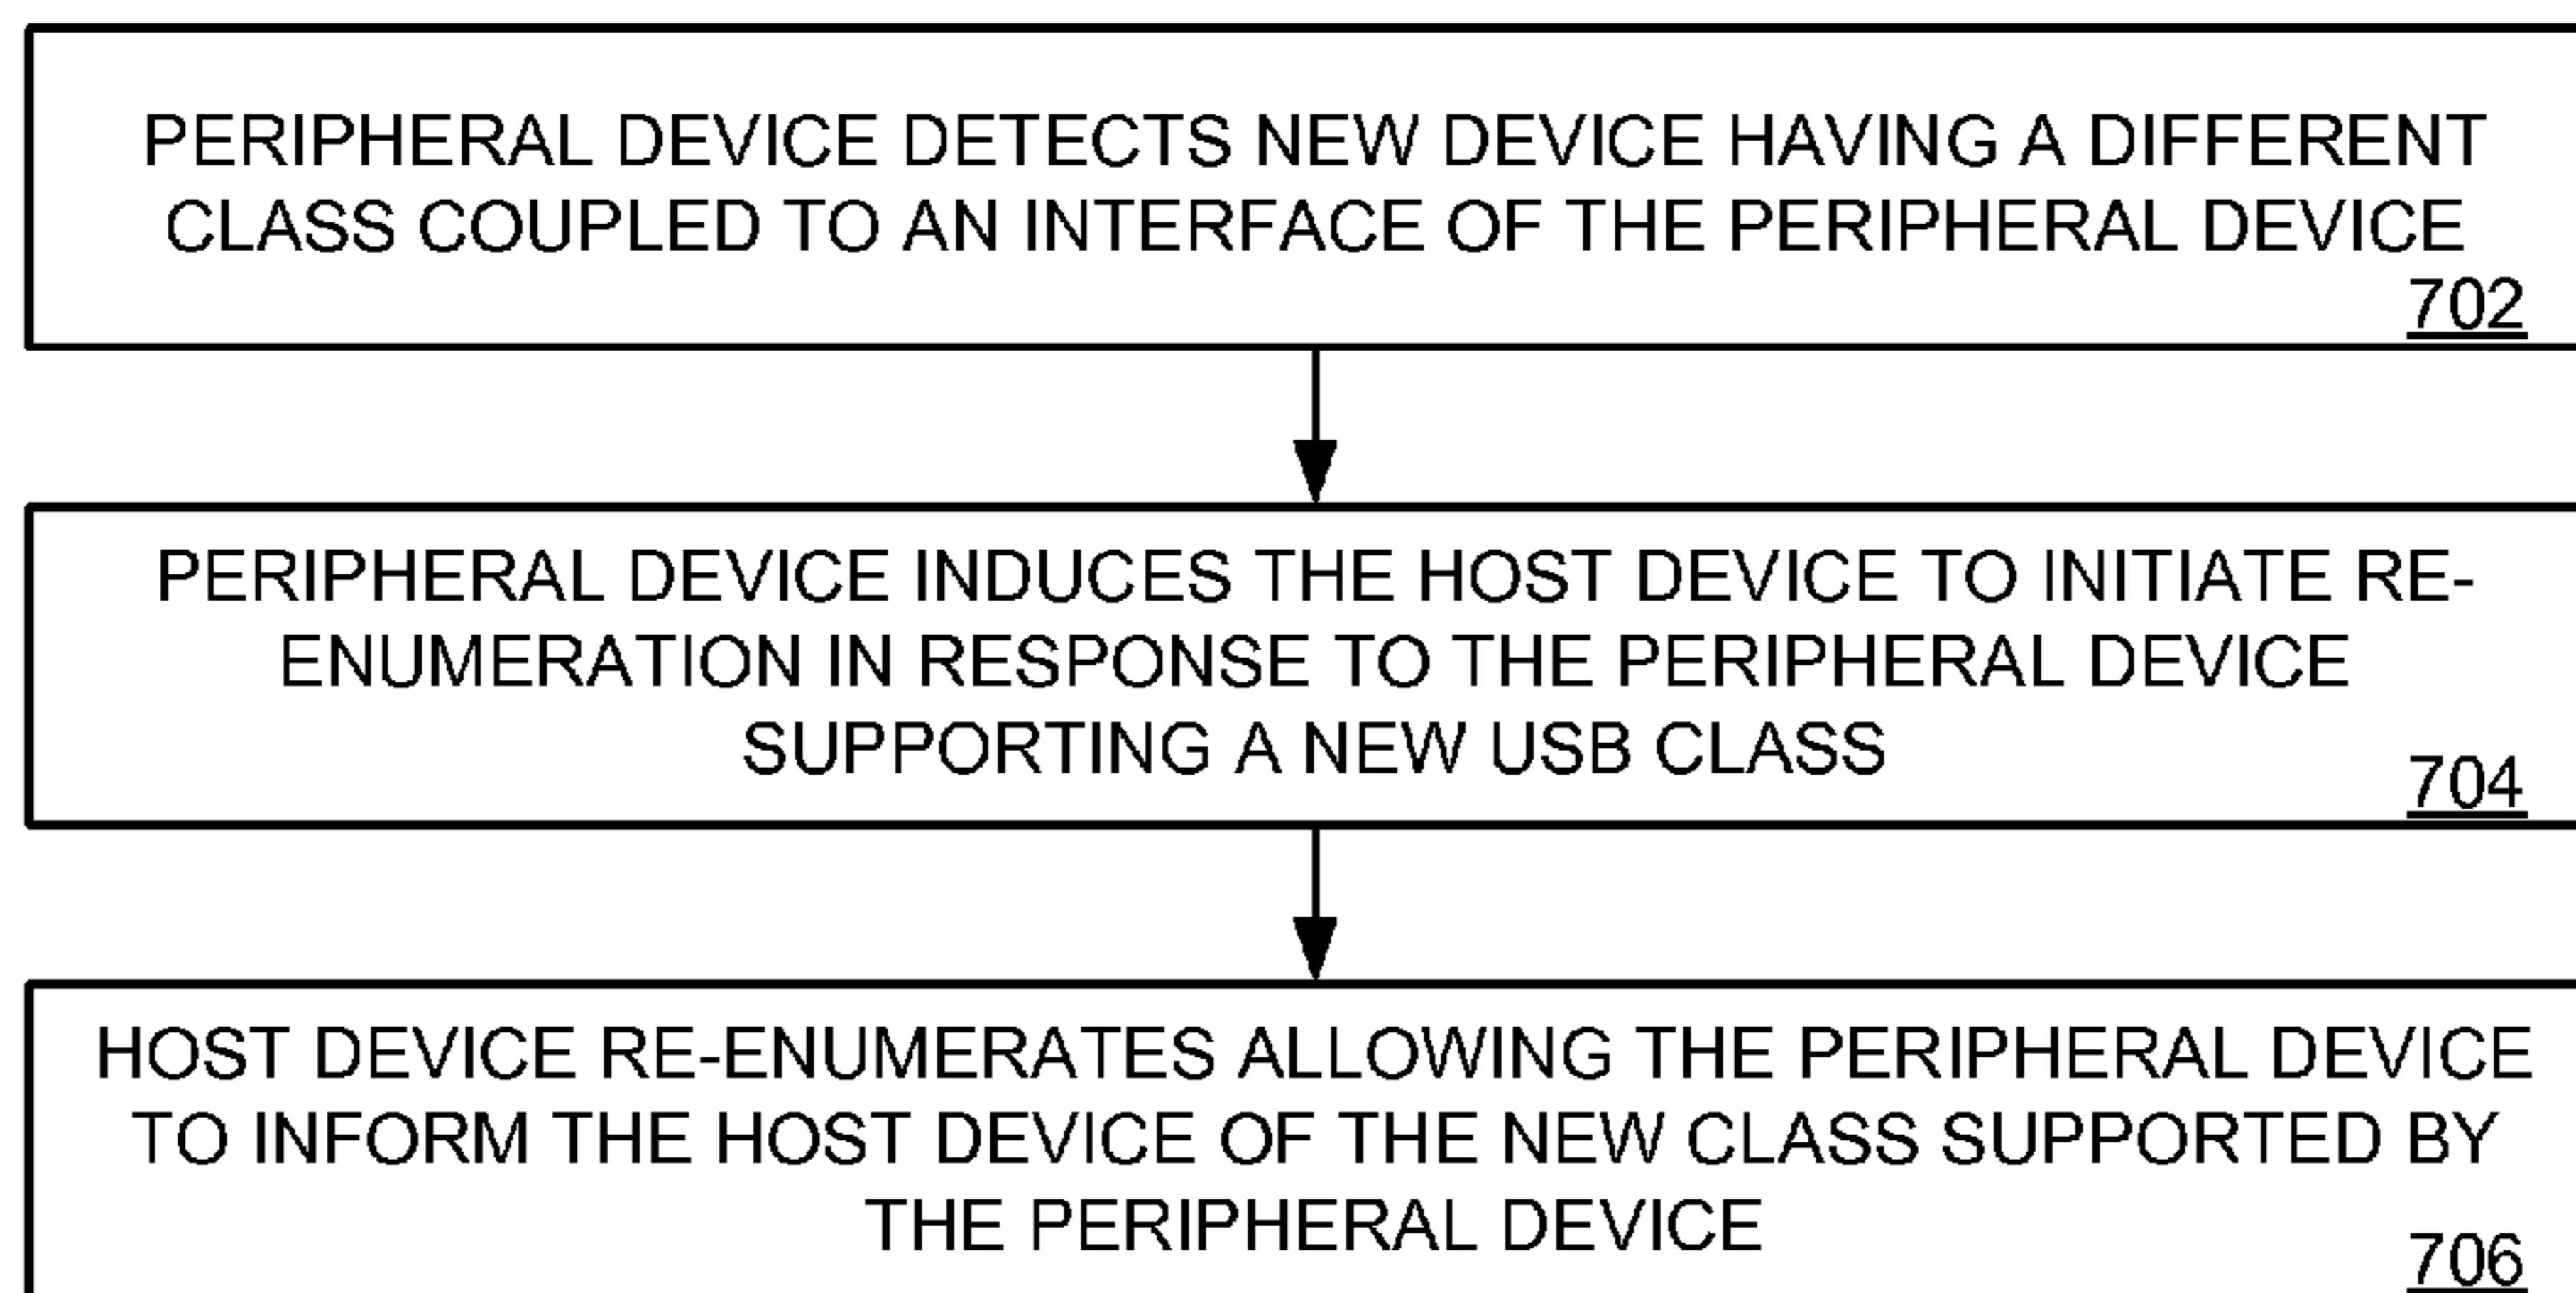 PERIPHERAL DEVICE DETECTS NEW DEVICE HAVING A DIFFERENT
CLASS COUPLED TO AN INTERFACE OF THE PERIPHERAL DEVICE
702
PERIPHERAL DEVICE INDUCES THE HOST DEVICE TO INITIATE RE-
ENUMERATION IN RESPONSE TO THE PERIPHERAL DEVICE
SUPPORTING A NEW USB CLASS
704
HOST DEVICE RE-ENUMERATES ALLOWING THE PERIPHERAL DEVICE
TO INFORM THE HOST DEVICE OF THE NEW CLASS SUPPORTED BY
THE PERIPHERAL DEVICE
706